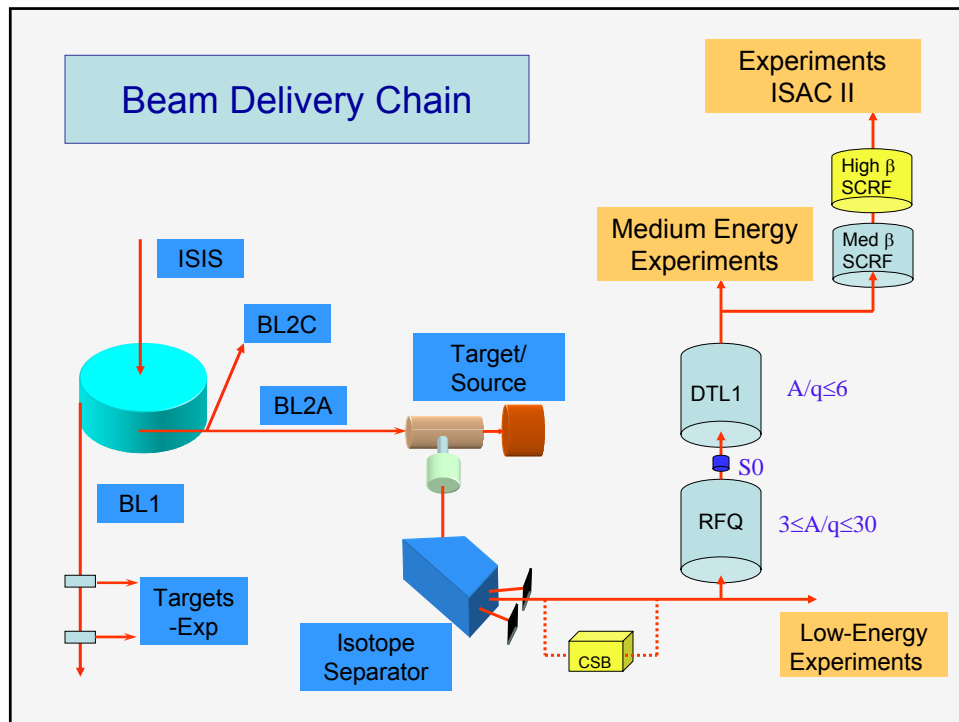 Beam Delivery Chain
Experiments
ISAC II
High β
SCRF
Med β
SCRF
Medium Energy
Experiments
ISIS
BL2C
Target/
Source
BL2A
DTL1
A/q≤6
S0
BL1
RFQ
3≤A/q≤30
Targets
-Exp
Isotope
Separator
CSB
Low-Energy
Experiments